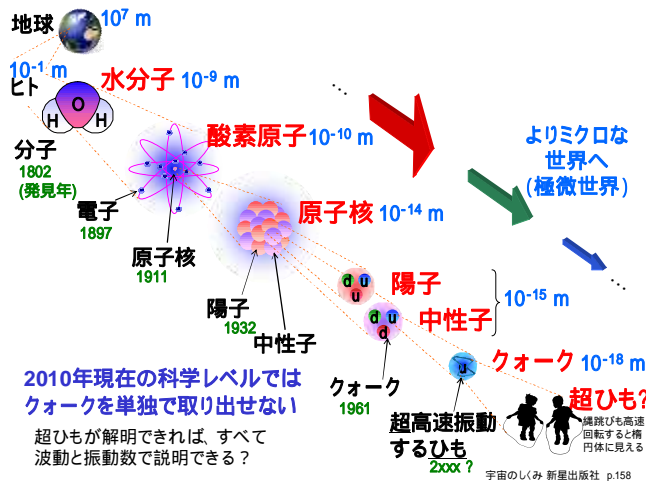 地球
10⁷ m
10⁻¹ m
ヒト
水分子 10⁻⁹ m
O
H H
分子
1802
(発見年)
酸素原子 10⁻¹⁰ m
電子
1897
原子核
1911
原子核 10⁻¹⁴ m
陽子
1932
中性子
…
よりミクロな
世界へ
(極微世界)
…
d u
u
陽子
d u
d
中性子
10⁻¹⁵ m
クォーク
1961
u
クォーク 10⁻¹⁸ m
超高速振動
するひも
2xxx ?
超ひも?
縄跳びも高速
回転すると楕
円体に見える
2010年現在の科学レベルでは
クォークを単独で取り出せない
超ひもが解明できれば、すべて
波動と振動数で説明できる?
宇宙のしくみ 新星出版社 p.158